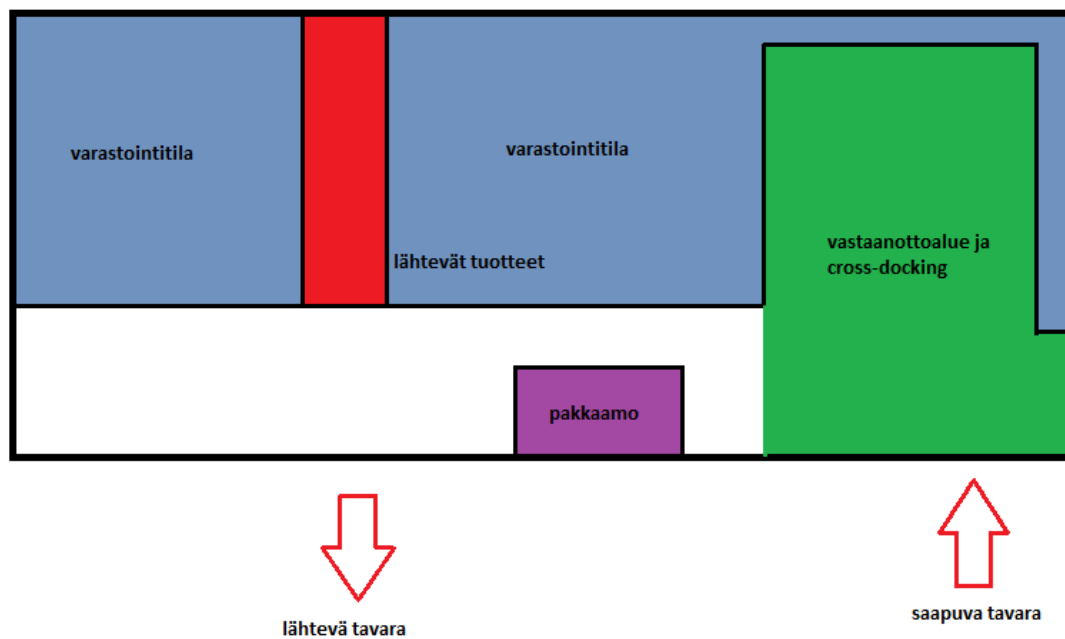 varastointitila
varastointitila
vastaanottoalue ja
cross-docking
lähtevät tuotteet
pakkaamo
saapuva tavara
lähtevä tavara